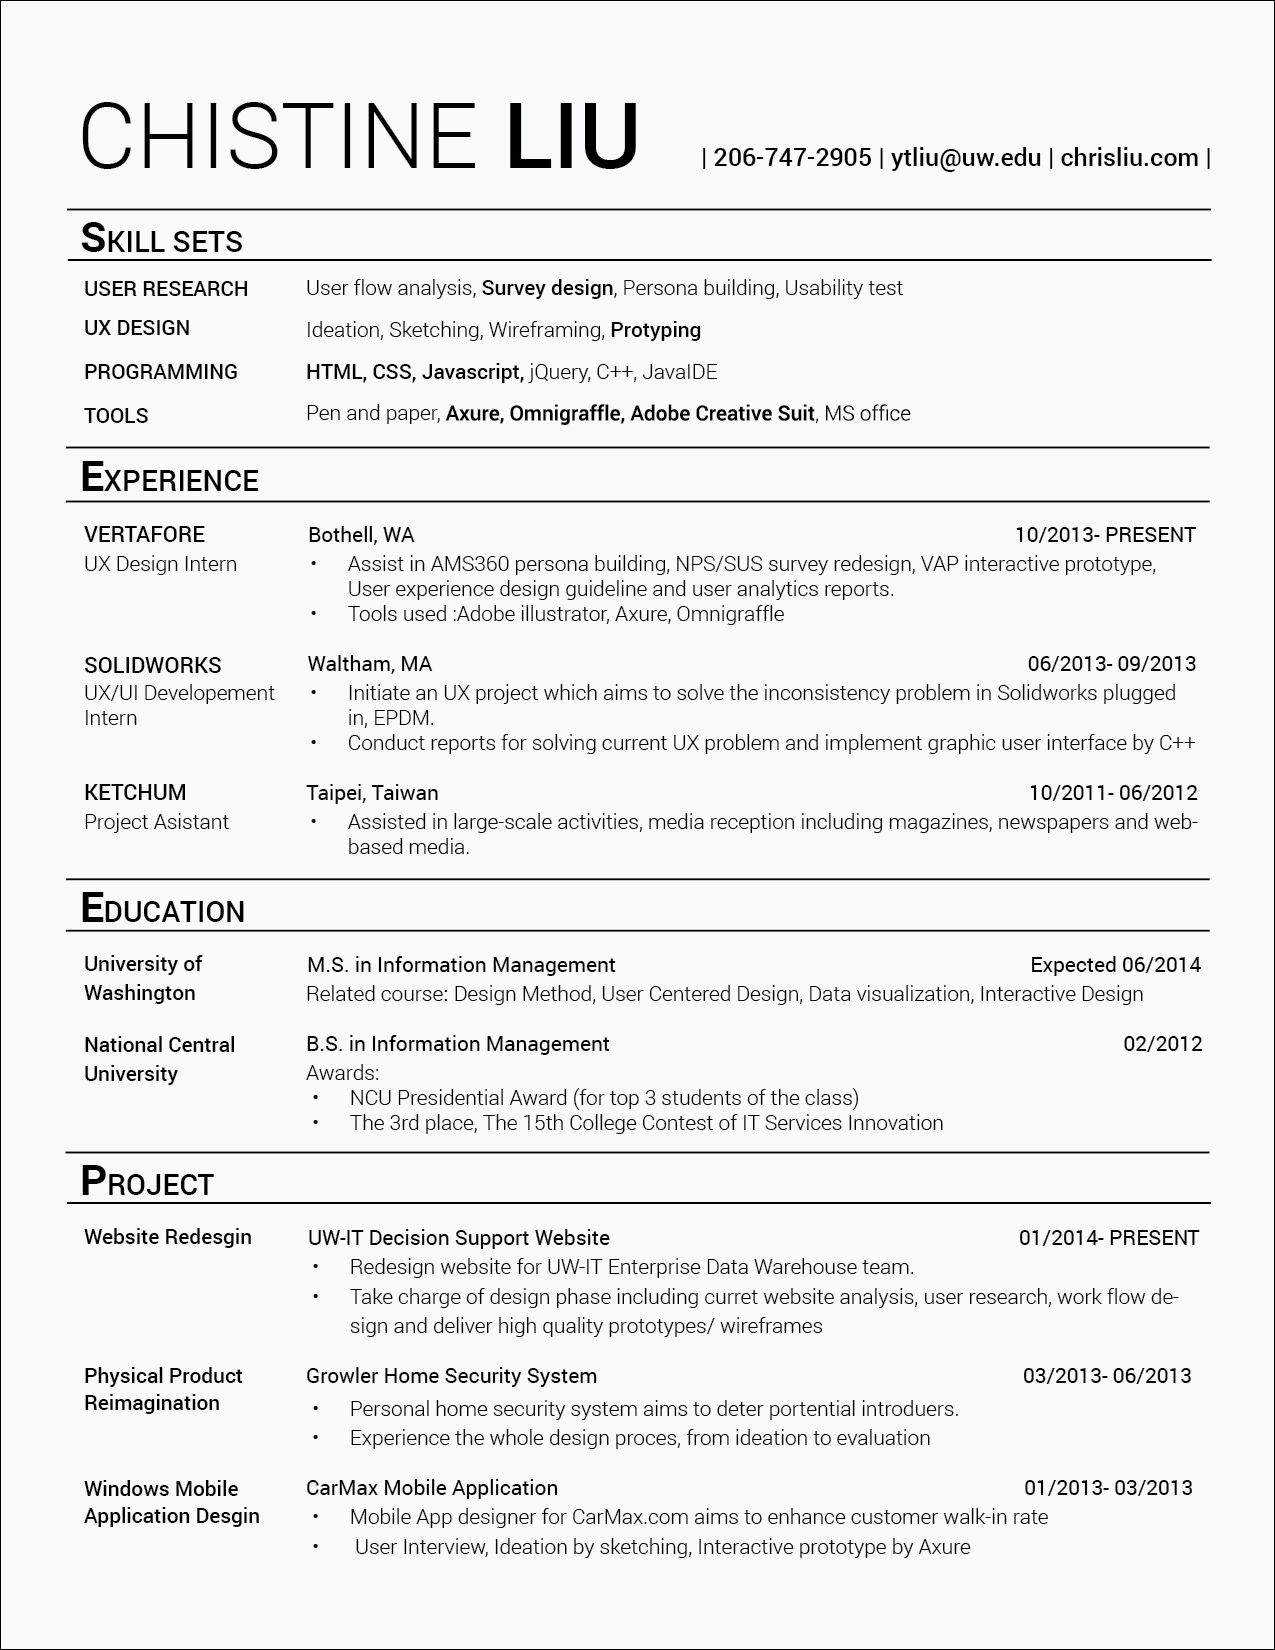 CHISTINE LIU | 206-747-2905 | ytliu@uw.edu | chrisliu.com |
SKILL SETS
USER RESEARCH User flow analysis, Survey design, Persona building, Usability test
UX DESIGN Ideation, Sketching, Wireframing, Protyping
PROGRAMMING HTML, CSS, Javascript, jQuery, C++, JavaIDE
TOOLS Pen and paper, Axure, Omnigraffle, Adobe Creative Suit, MS office
EXPERIENCE
VERTAFORE Bothell, WA 10/2013- PRESENT
UX Design Intern • Assist in AMS360 persona building, NPS/SUS survey redesign, VAP interactive prototype,
User experience design guideline and user analytics reports.
• Tools used :Adobe illustrator, Axure, Omnigraffle
SOLIDWORKS Waltham, MA 06/2013- 09/2013
UX/UI Developement • Initiate an UX project which aims to solve the inconsistency problem in Solidworks plugged
Intern in, EPDM.
• Conduct reports for solving current UX problem and implement graphic user interface by C++
KETCHUM Taipei, Taiwan 10/2011- 06/2012
Project Asistant • Assisted in large-scale activities, media reception including magazines, newspapers and web-
based media.
EDUCATION
University of M.S. in Information Management Expected 06/2014
Washington Related course: Design Method, User Centered Design, Data visualization, Interactive Design
National Central B.S. in Information Management 02/2012
University Awards:
• NCU Presidential Award (for top 3 students of the class)
• The 3rd place, The 15th College Contest of IT Services Innovation
PROJECT
Website Redesgin UW-IT Decision Support Website 01/2014- PRESENT
• Redesign website for UW-IT Enterprise Data Warehouse team.
• Take charge of design phase including curret website analysis, user research, work flow de-
sign and deliver high quality prototypes/ wireframes
Physical Product Growler Home Security System 03/2013- 06/2013
Reimagination • Personal home security system aims to deter portential introduers.
• Experience the whole design proces, from ideation to evaluation
Windows Mobile CarMax Mobile Application 01/2013- 03/2013
Application Desgin • Mobile App designer for CarMax.com aims to enhance customer walk-in rate
• User Interview, Ideation by sketching, Interactive prototype by Axure